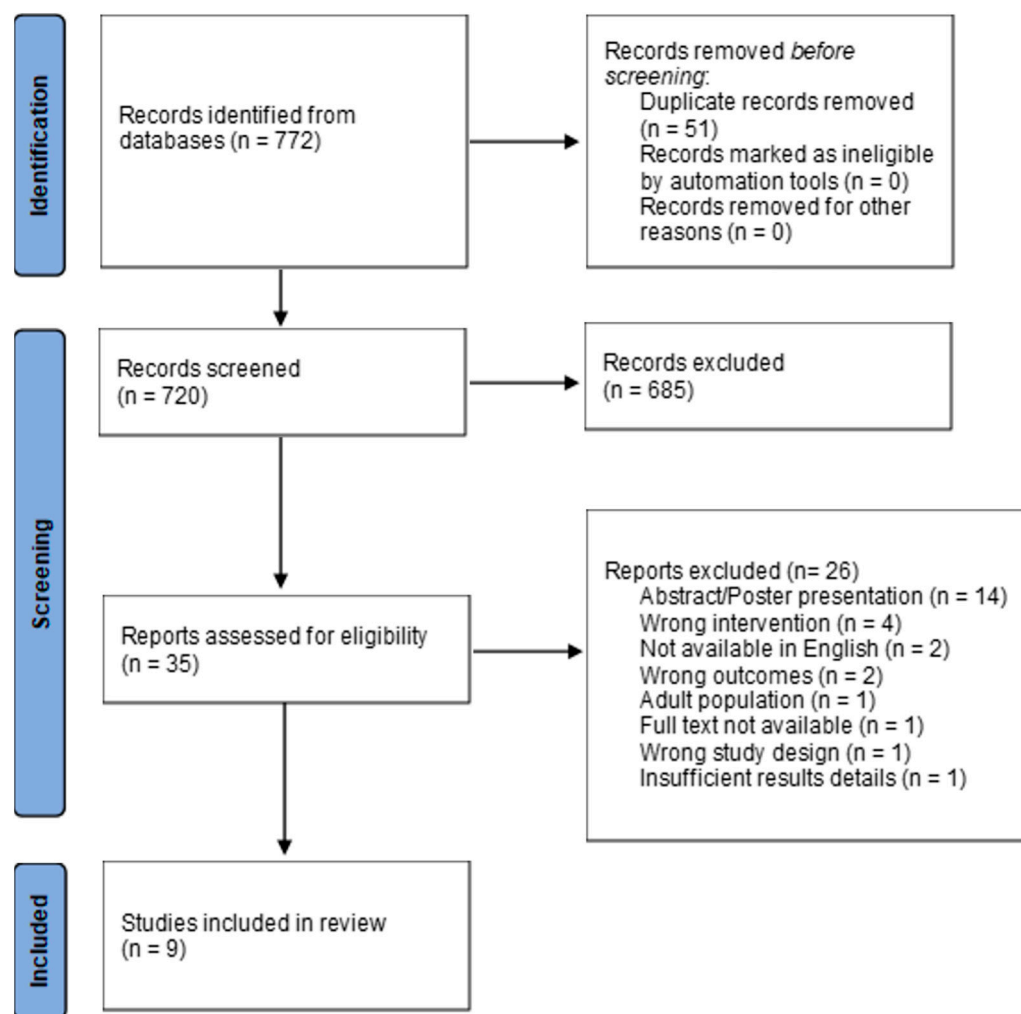 Identification
Records identified from
databases (n = 772)
Records removed before
screening:
Duplicate records removed
(n = 51)
Records marked as ineligible
by automation tools (n = 0)
Records removed for other
reasons (n = 0)
Screening
Records screened
(n = 720)
Records excluded
(n = 685)
Reports assessed for eligibility
(n = 35)
Reports excluded (n= 26)
Abstract/Poster presentation (n = 14)
Wrong intervention (n = 4)
Not available in English (n = 2)
Wrong outcomes (n = 2)
Adult population (n = 1)
Full text not available (n = 1)
Wrong study design (n = 1)
Insufficient results details (n = 1)
Included
Studies included in review
(n = 9)